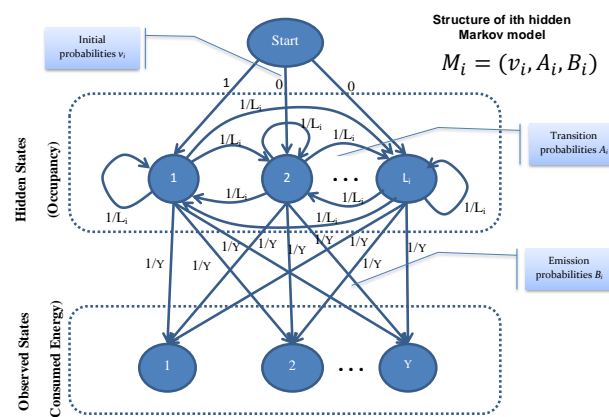 Structure of ith hidden
Markov model
M_i = (v_i, A_i, B_i)
Initial
probabilities v_i
Start
1
0
0
1/L_i
1/L_i
1/L_i
1/L_i
Transition
probabilities A_i
Hidden States
(Occupancy)
1
2
...
L_i
1/L_i
1/L_i
1/L_i
1/L_i
1/L_i
1/Y
1/Y
1/Y
1/Y
1/Y
1/Y
1/Y
1/Y
1/Y
Emission
probabilities B_i
Observed States
Consumed Energy)
1
2
...
Y